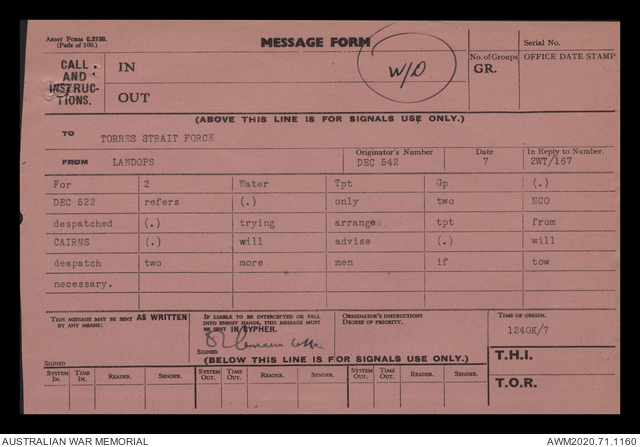 ARMY FORM C.2136.
(Pads of 100.)
MESSAGE FORM
Serial No.
CALL AND INSTRUC-TIONS.
IN
OUT
W/D
No. of Groups
GR.
OFFICE DATE STAMP
(ABOVE THIS LINE IS FOR SIGNALS USE ONLY.)
TO TORRES STRAIT FORCE
FROM LANDOPS
Originator's Number
DEC 542
Date
7
In Reply to Number.
2WT/167
For 2 Water Tpt Gp (.)
DEC 522 refers (.) only two NCO
despatched (.) trying arranged tpt from
CAIRNS (.) will advise (.) will
despatch two more men if tow
necessary.
THIS MESSAGE MAY BE SENT AS WRITTEN
BY ANY MEANS:
IF LIABLE TO BE INTERCEPTED OR FALL
INTO ENEMY HANDS, THIS MESSAGE MUST
BE SENT IN CYPHER.
ORIGINATOR'S INSTRUCTIONS
DEGREE OF PRIORITY.
TIME OF ORIGIN.
1240K/7
SIGNED
SIGNED
(BELOW THIS LINE IS FOR SIGNALS USE ONLY.)
T.H.I.
T.O.R.
SYSTEM IN. TIME IN. READER. SENDER. SYSTEM OUT. TIME OUT. READER. SENDER. SYSTEM OUT. TIME OUT. READER. SENDER.
AUSTRALIAN WAR MEMORIAL
AWM2020.71.1160